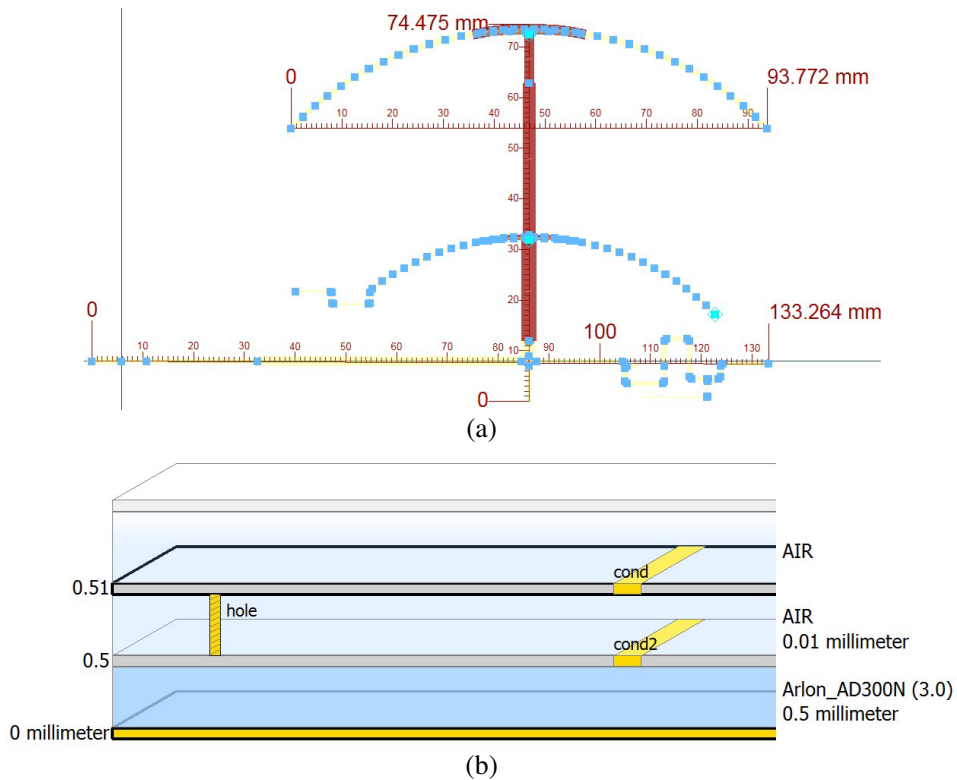 74.475 mm
70
0
93.772 mm
60
10 20 30 40 50 60 70 80 90
50
40
30
20
0
133.264 mm
100
10
10 20 30 40 50 60 70 80 90 110 120 130
0
(a)
AIR
cond
0.51
hole
AIR
0.01 millimeter
cond2
0.5
Arlon_AD300N (3.0)
0.5 millimeter
0 millimeter
(b)